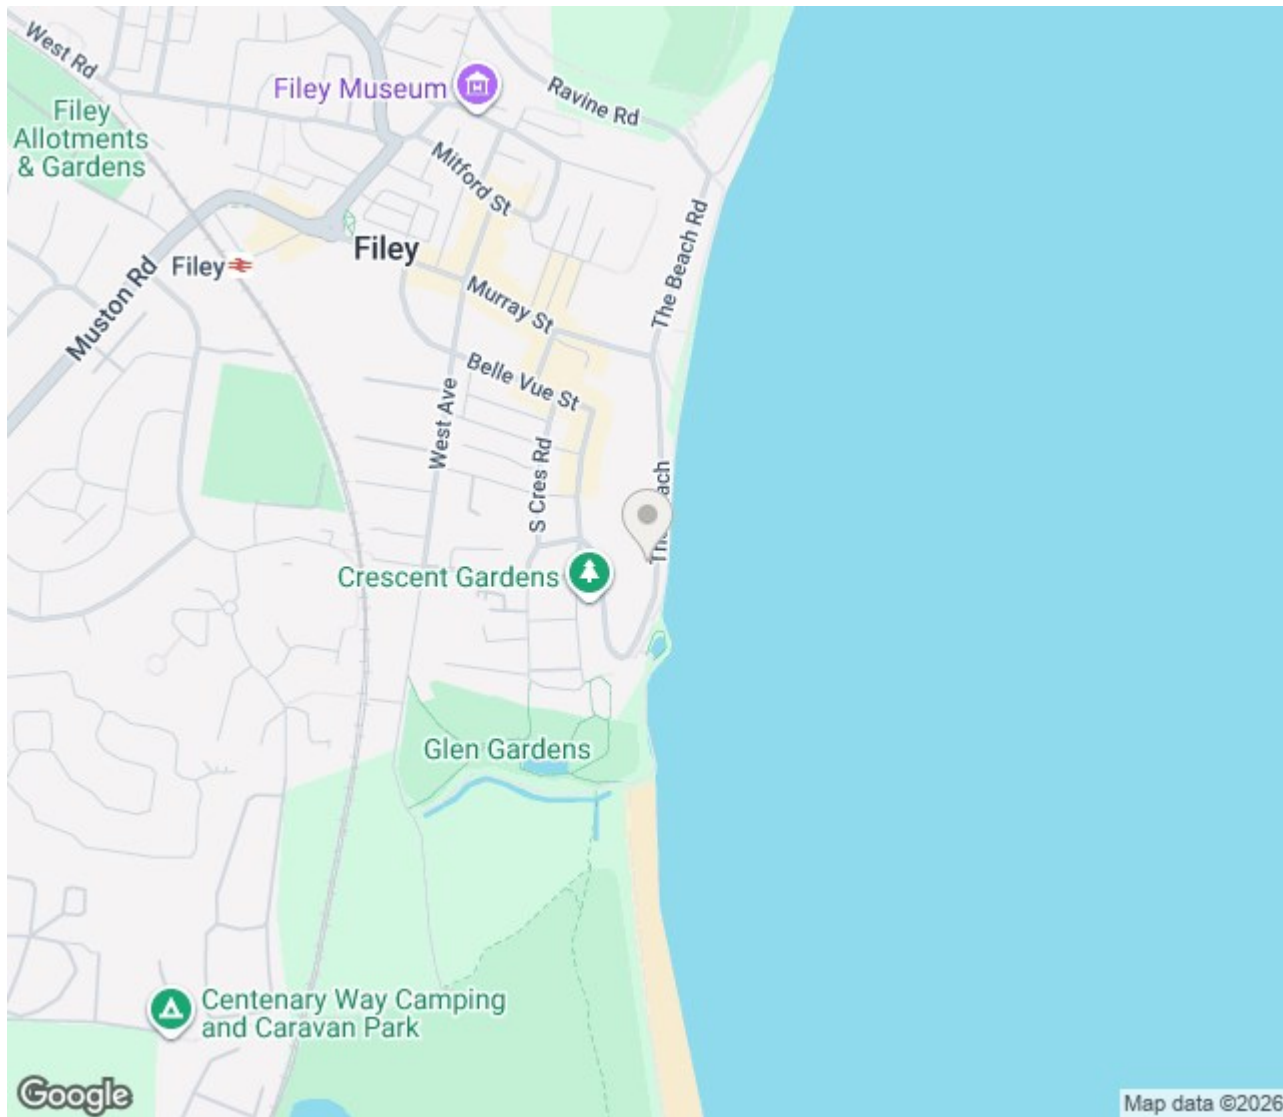 West Rd
Filey Museum
Ravine Rd
Filey
Allotments
& Gardens
Mitford St
The Beach Rd
Filey
Filey
Muston Rd
Murray St
Belle Vue St
West Ave
S Cres Rd
Crescent Gardens
Glen Gardens
Centenary Way Camping
and Caravan Park
Google
Map data ©2026